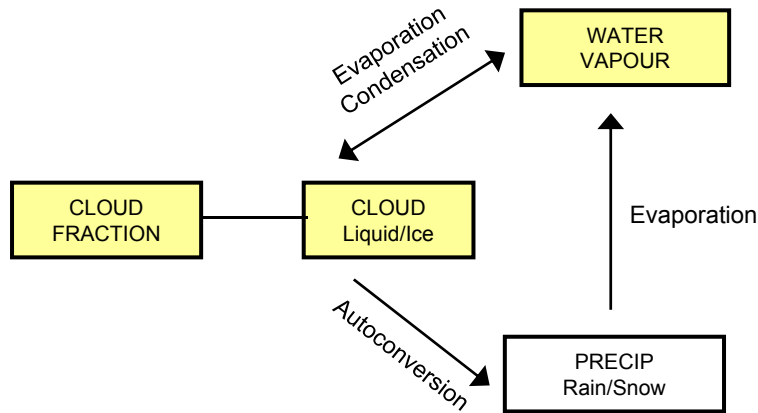 WATER
VAPOUR
Evaporation
Condensation
CLOUD
FRACTION
CLOUD
Liquid/Ice
Evaporation
Autoconversion
PRECIP
Rain/Snow